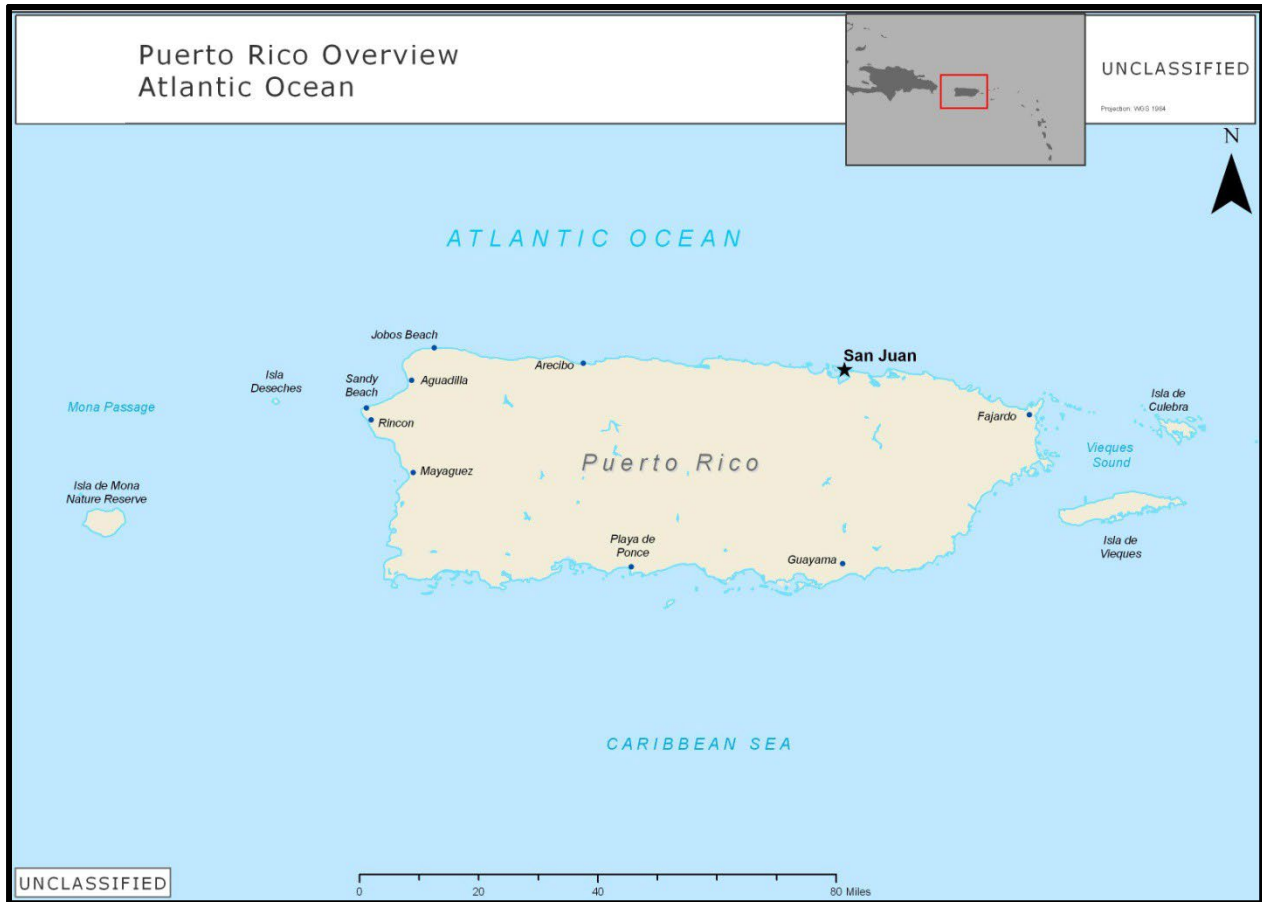 Puerto Rico Overview
Atlantic Ocean
UNCLASSIFIED
Projection: WGS 1984
N
ATLANTIC OCEAN
Jobos Beach
San Juan
Arecibo
Isla
Deseches
Sandy
Beach
Aguadilla
Isla de
Culebra
Mona Passage
Rincon
Fajardo
Vieques
Sound
Puerto Rico
Mayaguez
Isla de Mona
Nature Reserve
Playa de
Ponce
Isla de
Vieques
Guayama
CARIBBEAN SEA
UNCLASSIFIED
0 20 40 80 Miles